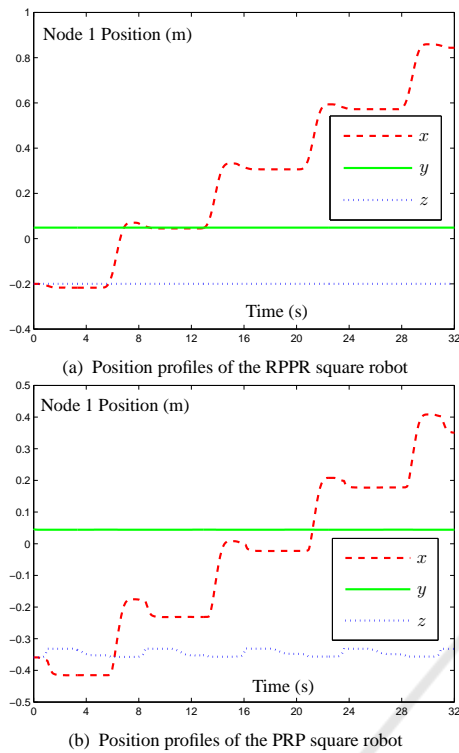 Node 1 Position (m)
1
0.8
0.6
0.4
0.2
0
−0.2
−0.4
x
y
z
Time (s)
0 4 8 12 16 20 24 28 32
(a) Position profiles of the RPPR square robot
Node 1 Position (m)
0.5
0.4
0.3
0.2
0.1
0
−0.1
−0.2
−0.3
−0.4
−0.5
x
y
z
Time (s)
0 4 8 12 16 20 24 28 32
(b) Position profiles of the PRP square robot